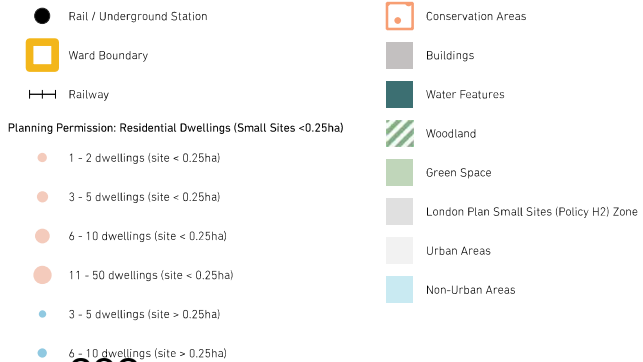 Rail / Underground Station
Ward Boundary
Railway
Planning Permission: Residential Dwellings (Small Sites <0.25ha)
1 - 2 dwellings (site < 0.25ha)
3 - 5 dwellings (site < 0.25ha)
6 - 10 dwellings (site < 0.25ha)
11 - 50 dwellings (site < 0.25ha)
3 - 5 dwellings (site > 0.25ha)
6 - 10 dwellings (site > 0.25ha)
Conservation Areas
Buildings
Water Features
Woodland
Green Space
London Plan Small Sites (Policy H2) Zone
Urban Areas
Non-Urban Areas